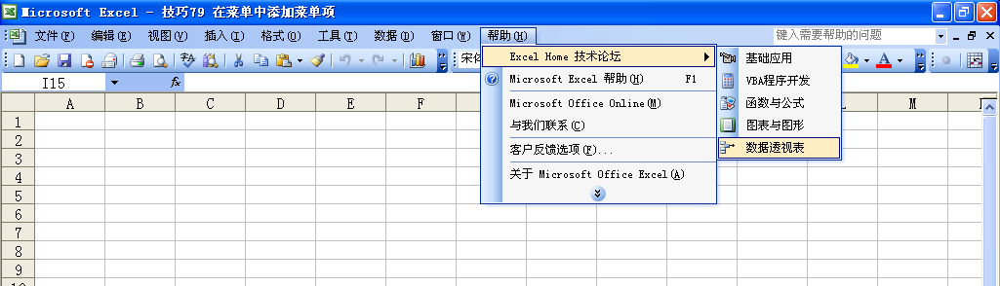 Microsoft Excel - 技巧79 在菜单中添加菜单项
文件(F) 编辑(E) 视图(V) 插入(I) 格式(O) 工具(T) 数据(D) 窗口(W) 帮助(H) 键入需要帮助的问题
Excel Home 技术论坛
基础应用
Microsoft Excel 帮助(H) F1
VBA程序开发
Microsoft Office Online(M)
函数与公式
与我们联系(C)
图表与图形
客户反馈选项(F)...
数据透视表
关于 Microsoft Office Excel(A)
I15 fx
A B C D E F L M
1
2
3
4
5
6
7
8
9